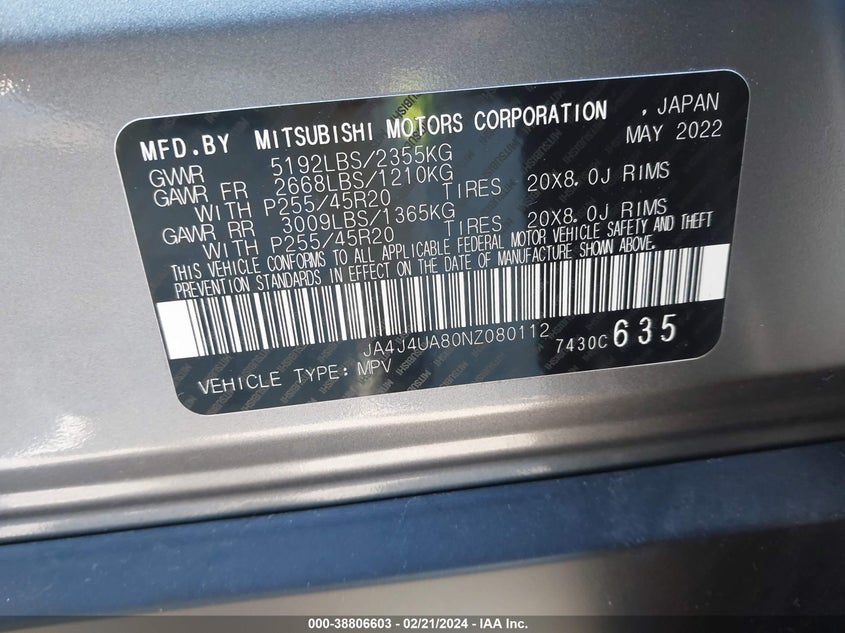 MFD.BY MITSUBISHI MOTORS CORPORATION , JAPAN
MAY 2022
GVWR 5192LBS/2355KG
GAWR FR 2668LBS/1210KG
WITH P255/45R20 TIRES 20X8.0J RIMS
GAWR RR 3009LBS/1365KG
WITH P255/45R20 TIRES 20X8.0J RIMS
THIS VEHICLE CONFORMS TO ALL APPLICABLE FEDERAL MOTOR VEHICLE SAFETY AND THEFT
PREVENTION STANDARDS IN EFFECT ON THE DATE OF MANUFACTURE SHOWN ABOVE.
JA4J4UA80NZ080112 7430C 635
VEHICLE TYPE: MPV
000-38806603 - 02/21/2024 - IAA Inc.